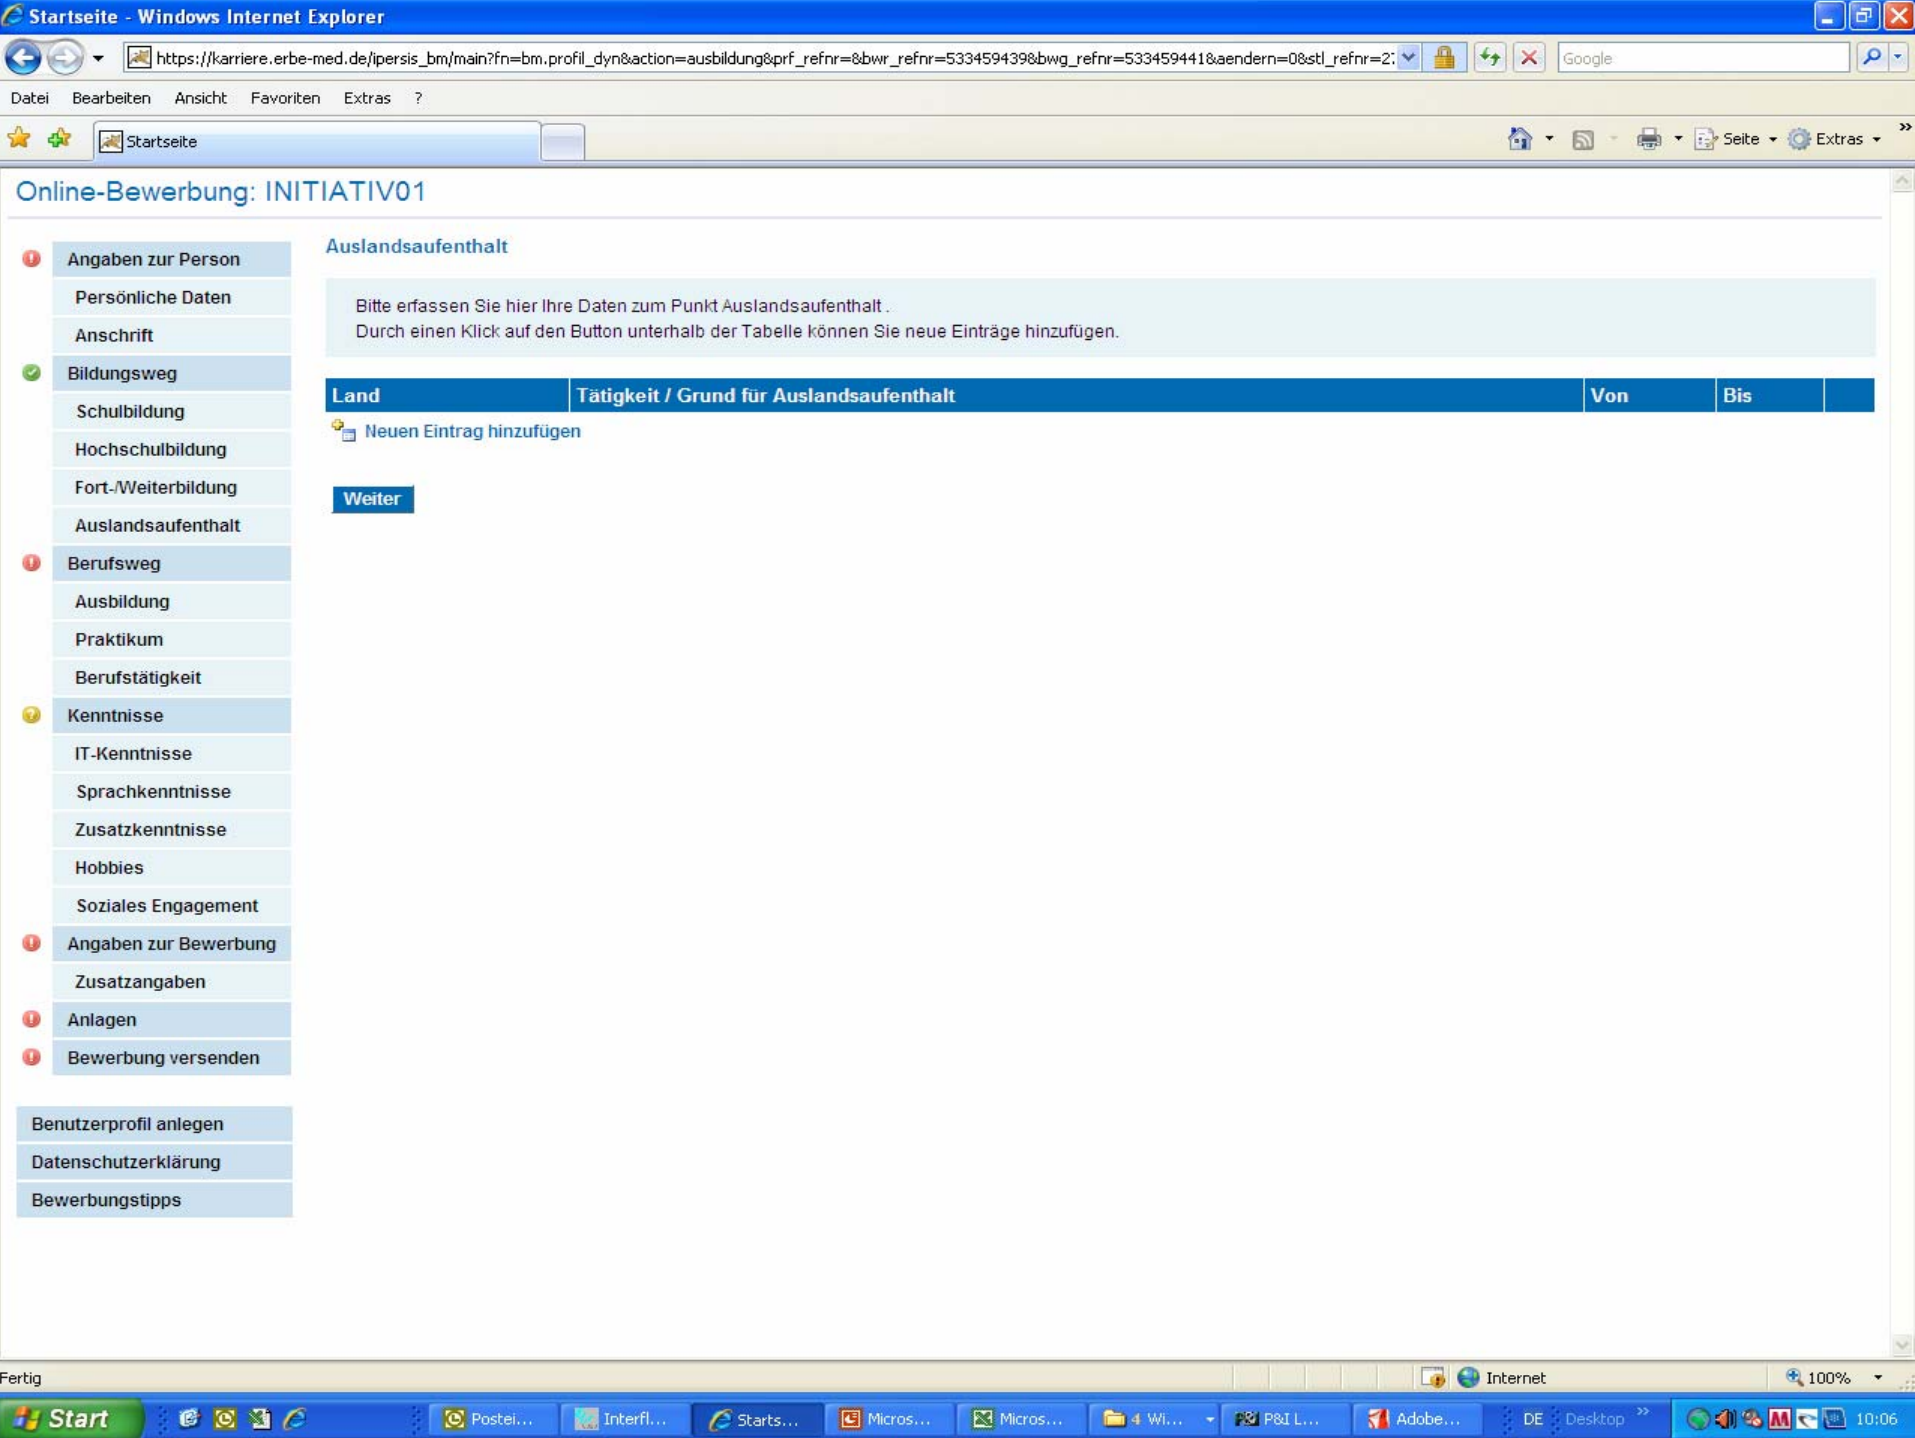 Startseite - Windows Internet Explorer
https://karriere.erbe-med.de/ipersis_bm/main?fn=bm.profil_dyn&action=ausbildung&prf_refnr=&bwr_refnr=533459439&bwg_refnr=533459441&aendern=0&stl_refnr=2
Google
Datei Bearbeiten Ansicht Favoriten Extras ?
Startseite
Seite Extras »
Online-Bewerbung: INITIATIV01
Angaben zur Person
Persönliche Daten
Anschrift
Bildungsweg
Schulbildung
Hochschulbildung
Fort-/Weiterbildung
Auslandsaufenthalt
Berufsweg
Ausbildung
Praktikum
Berufstätigkeit
Kenntnisse
IT-Kenntnisse
Sprachkenntnisse
Zusatzkenntnisse
Hobbies
Soziales Engagement
Angaben zur Bewerbung
Zusatzangaben
Anlagen
Bewerbung versenden
Benutzerprofil anlegen
Datenschutzerklärung
Bewerbungstipps
Auslandsaufenthalt
Bitte erfassen Sie hier Ihre Daten zum Punkt Auslandsaufenthalt .
Durch einen Klick auf den Button unterhalb der Tabelle können Sie neue Einträge hinzufügen.
Land Tätigkeit / Grund für Auslandsaufenthalt Von Bis
Neuen Eintrag hinzufügen
Weiter
Fertig Internet 100%
Start Postei... Interfl... Starts... Micros... Micros... 4 Wi... P&I L... Adobe... DE Desktop » 10:06